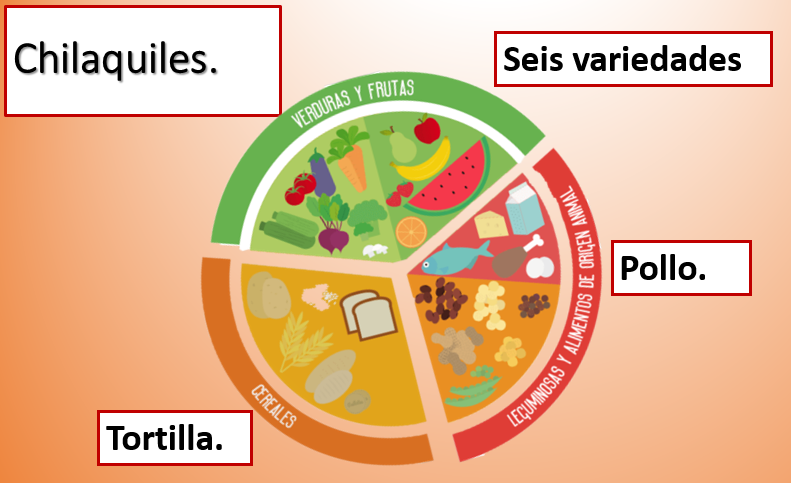 Chilaquiles.
Seis variedades
VERDURAS Y FRUTAS
LEGUMINOSAS Y ALIMENTOS DE ORIGEN ANIMAL
Pollo.
CEREALES
Tortilla.